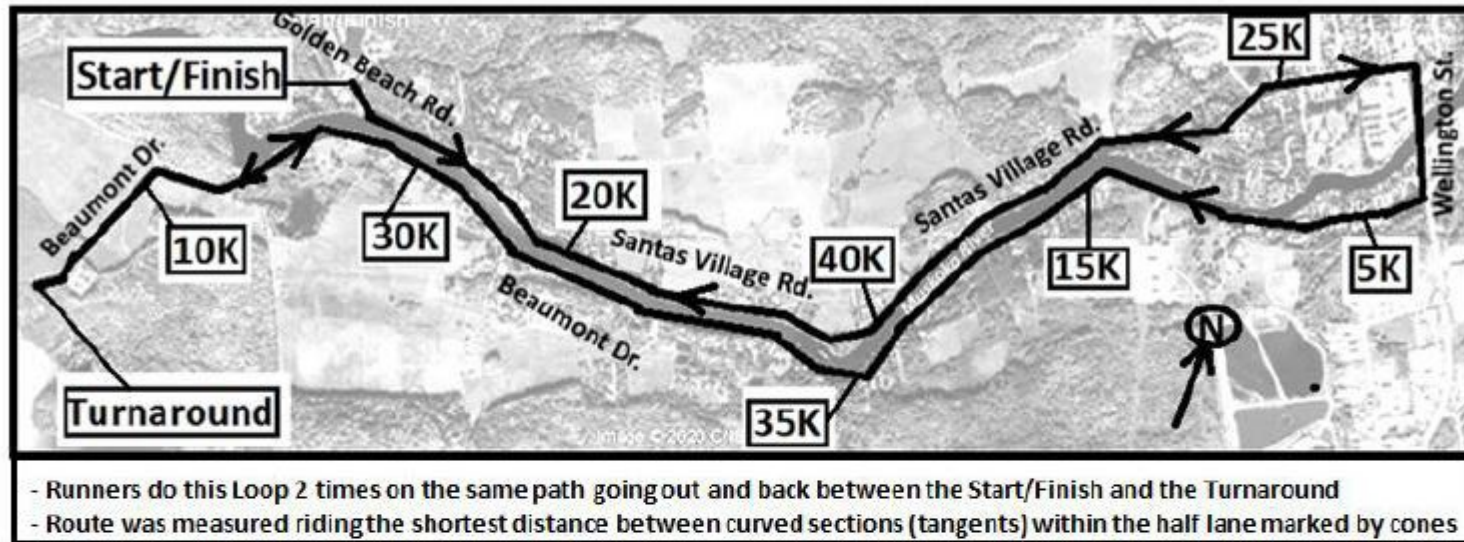 Golden Beach Rd.
25K
Start/Finish
Wellington St.
Santas Village Rd.
Beaumont Dr.
20K
10K
30K
Santas Village Rd.
40K
15K
5K
Beaumont Dr.
N
Turnaround
35K
Image © 2020
- Runners do this Loop 2 times on the same path going out and back between the Start/Finish and the Turnaround
- Route was measured riding the shortest distance between curved sections (tangents) within the half lane marked by cones